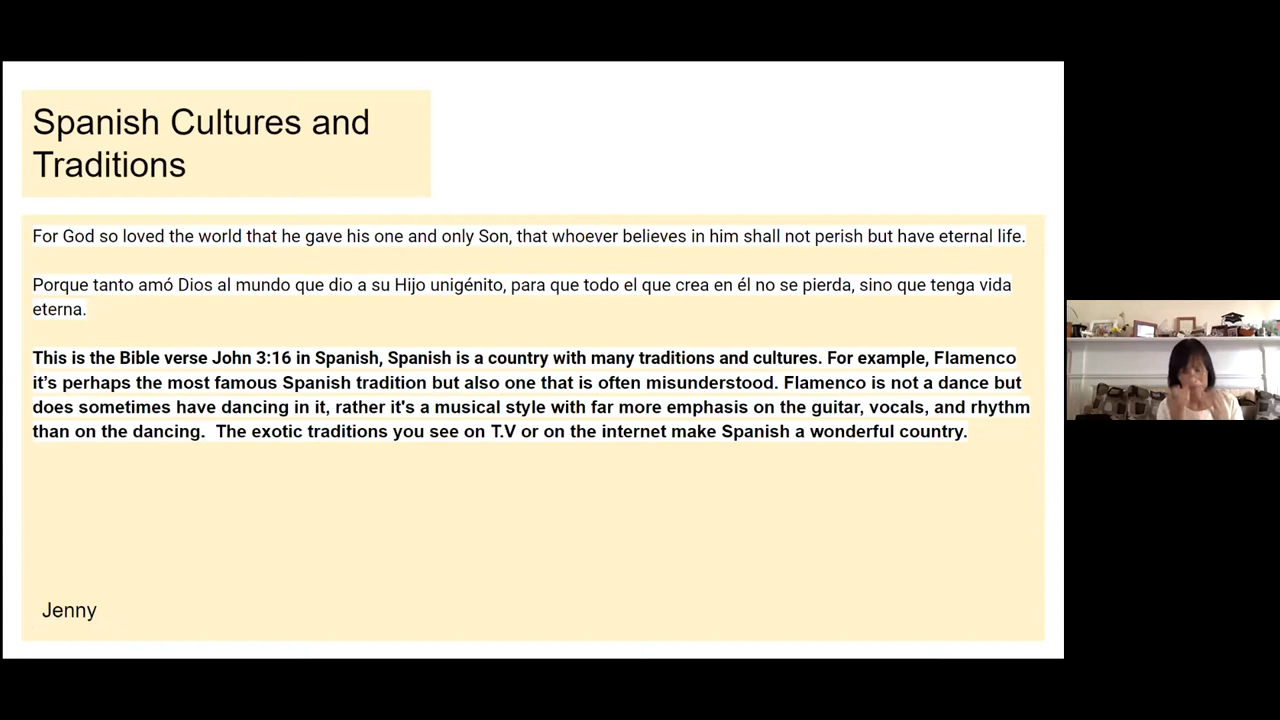 Spanish Cultures and
Traditions
For God so loved the world that he gave his one and only Son, that whoever believes in him shall not perish but have eternal life.
Porque tanto amó Dios al mundo que dio a su Hijo unigénito, para que todo el que crea en él no se pierda, sino que tenga vida
eterna.
This is the Bible verse John 3:16 in Spanish, Spanish is a country with many traditions and cultures. For example, Flamenco
it’s perhaps the most famous Spanish tradition but also one that is often misunderstood. Flamenco is not a dance but
does sometimes have dancing in it, rather it's a musical style with far more emphasis on the guitar, vocals, and rhythm
than on the dancing.  The exotic traditions you see on T.V or on the internet make Spanish a wonderful country.
Jenny